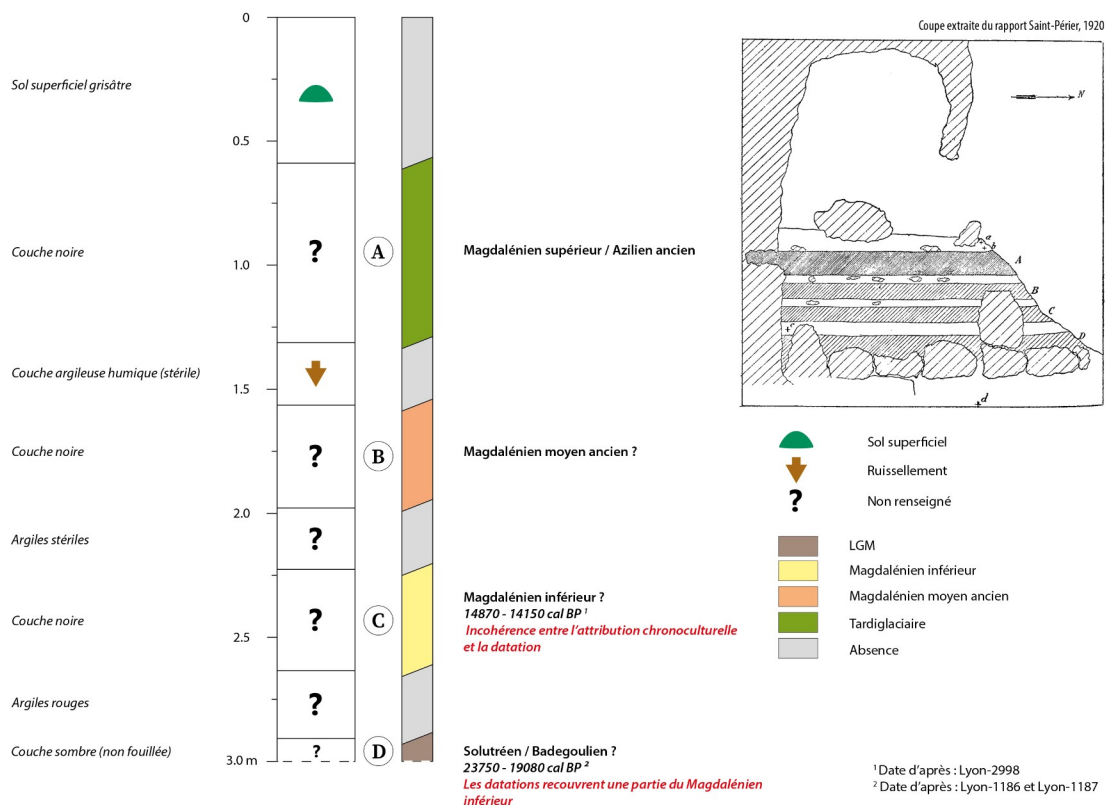 Coupe extraite du rapport Saint-Périer, 1920
N
a
b
A
B
C
D
c
d
0
Sol superficiel grisâtre
0.5
Couche noire
?
A
Magdalénien supérieur / Azilien ancien
1.0
Couche argileuse humique (stérile)
1.5
Couche noire
?
B
Magdalénien moyen ancien ?
2.0
Argiles stériles
?
Couche noire
?
C
Magdalénien inférieur ?
14870 - 14150 cal BP ¹
Incohérence entre l'attribution chronoculturelle
et la datation
2.5
Argiles rouges
?
Couche sombre (non fouillée)
?
D
3.0 m
Solutréen / Badegoulien ?
23750 - 19080 cal BP ²
Les datations recouvrent une partie du Magdalénien
inférieur
Sol superficiel
Ruissellement
? Non renseigné
LGM
Magdalénien inférieur
Magdalénien moyen ancien
Tardiglaciaire
Absence
¹ Date d'après : Lyon-2998
² Date d'après : Lyon-1186 et Lyon-1187